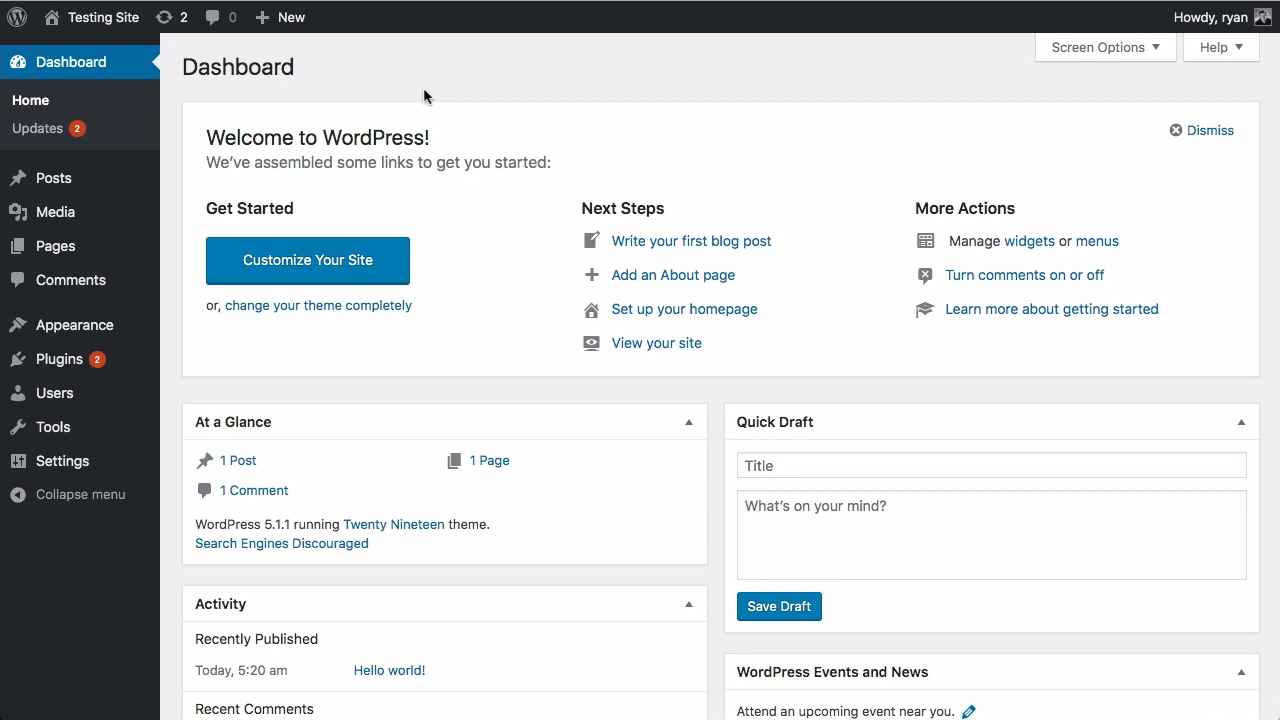 Testing Site 2 0 New Howdy, ryan
Dashboard
Home
Updates 2
Posts
Media
Pages
Comments
Appearance
Plugins 2
Users
Tools
Settings
Collapse menu
Screen Options Help
Dashboard
Welcome to WordPress!
We've assembled some links to get you started:
Dismiss
Get Started
Customize Your Site
or, change your theme completely
Next Steps
Write your first blog post
Add an About page
Set up your homepage
View your site
More Actions
Manage widgets or menus
Turn comments on or off
Learn more about getting started
At a Glance
1 Post 1 Page
1 Comment
WordPress 5.1.1 running Twenty Nineteen theme.
Search Engines Discouraged
Activity
Recently Published
Today, 5:20 am Hello world!
Recent Comments
Quick Draft
Title
What's on your mind?
Save Draft
WordPress Events and News
Attend an upcoming event near you.